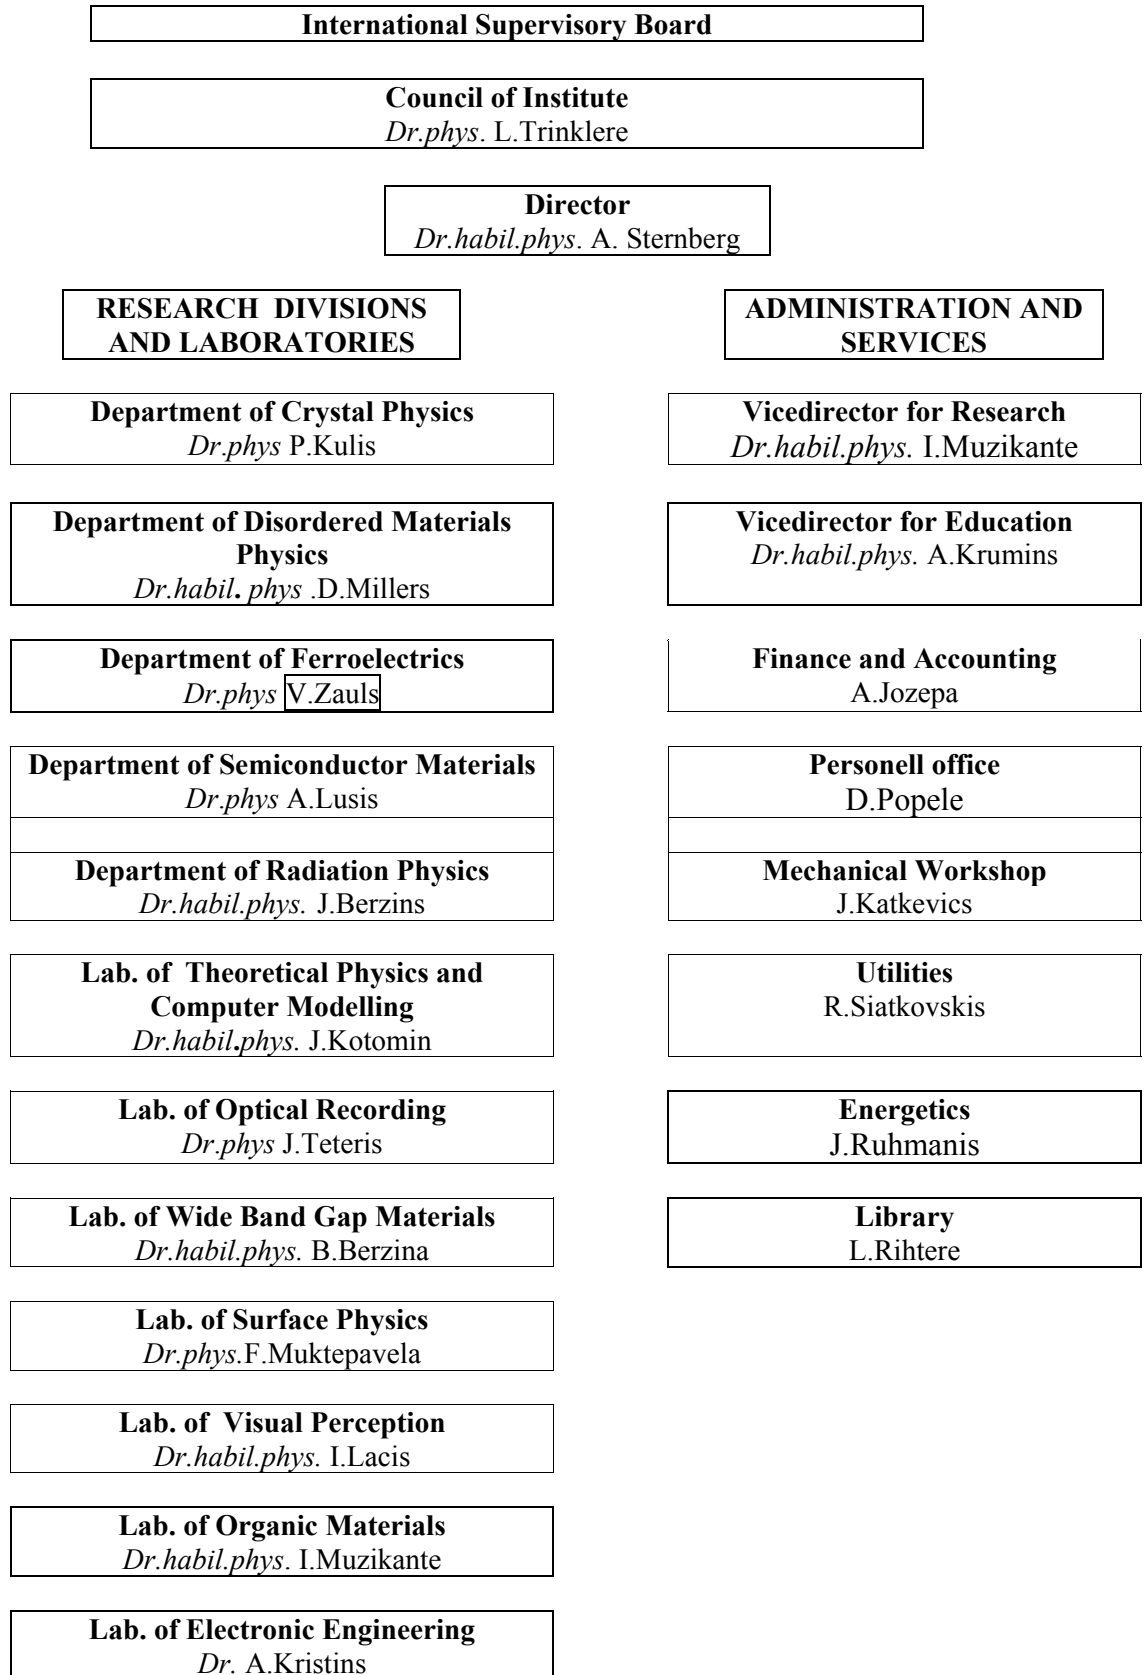 International Supervisory Board
Council of Institute
Dr.phys. L.Trinklere
Director
Dr.habil.phys. A. Sternberg
RESEARCH DIVISIONS
AND LABORATORIES
Department of Crystal Physics
Dr.phys P.Kulis
Department of Disordered Materials
Physics
Dr.habil. phys .D.Millers
Department of Ferroelectrics
Dr.phys V.Zauls
Department of Semiconductor Materials
Dr.phys A.Lusis
Department of Radiation Physics
Dr.habil.phys. J.Berzins
Lab. of Theoretical Physics and
Computer Modelling
Dr.habil.phys. J.Kotomin
Lab. of Optical Recording
Dr.phys J.Teteris
Lab. of Wide Band Gap Materials
Dr.habil.phys. B.Berzina
Lab. of Surface Physics
Dr.phys.F.Muktepavela
Lab. of Visual Perception
Dr.habil.phys. I.Lacis
Lab. of Organic Materials
Dr.habil.phys. I.Muzikante
Lab. of Electronic Engineering
Dr. A.Kristins
ADMINISTRATION AND
SERVICES
Vicedirector for Research
Dr.habil.phys. I.Muzikante
Vicedirector for Education
Dr.habil.phys. A.Krumins
Finance and Accounting
A.Jozepa
Personell office
D.Popele
Mechanical Workshop
J.Katkevics
Utilities
R.Siatkovskis
Energetics
J.Ruhmanis
Library
L.Rihtere